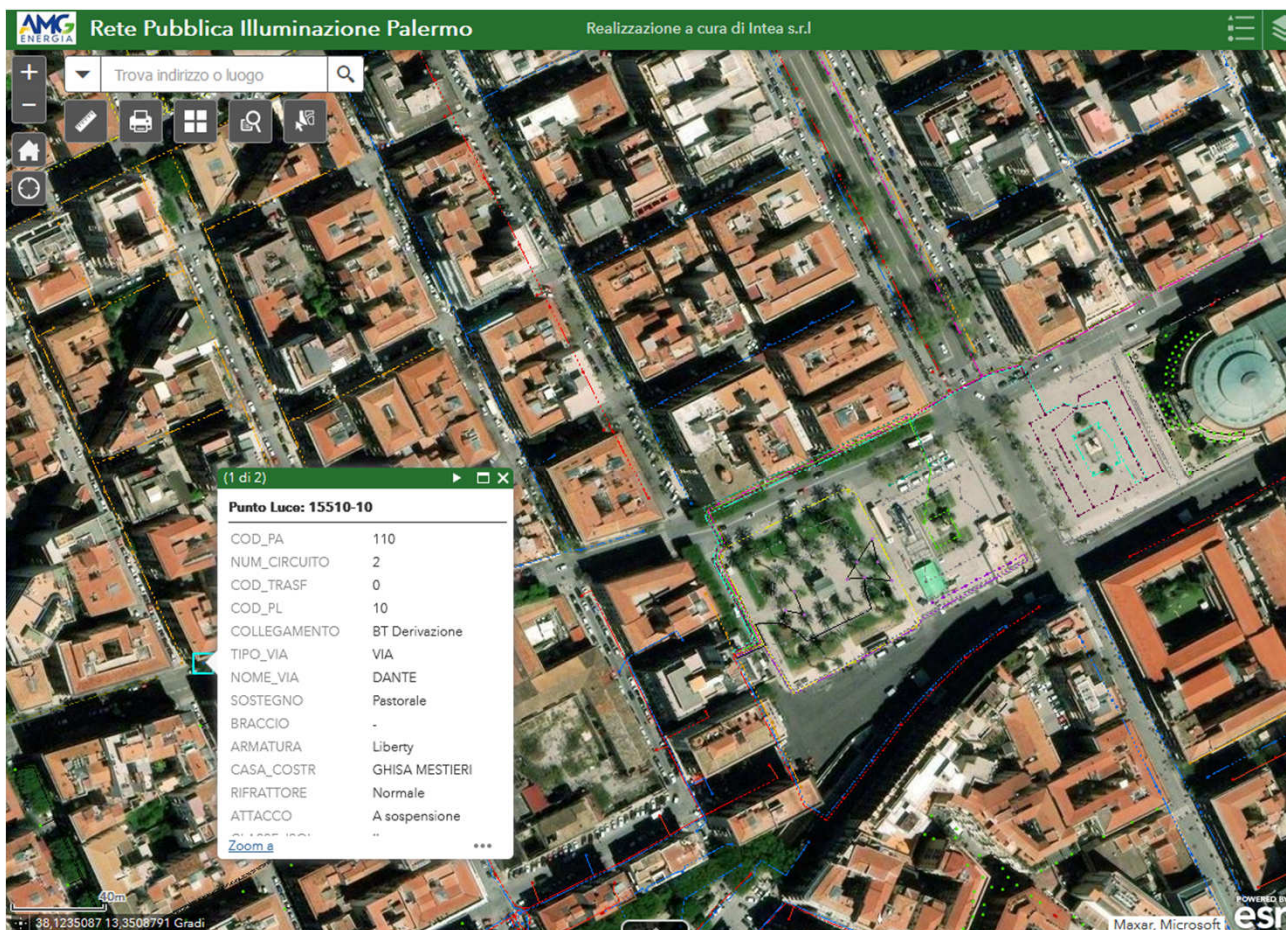 AMG
ENERGIA
Rete Pubblica Illuminazione Palermo
Realizzazione a cura di Intea s.r.l
+
Trova indirizzo o luogo
−
(1 di 2)
Punto Luce: 15510-10
COD_PA 110
NUM_CIRCUITO 2
COD_TRASF 0
COD_PL 10
COLLEGAMENTO BT Derivazione
TIPO_VIA VIA
NOME_VIA DANTE
SOSTEGNO Pastorale
BRACCIO -
ARMATURA Liberty
CASA_COSTR GHISA MESTIERI
RIFRATTORE Normale
ATTACCO A sospensione
Zoom a
40m
38,1235087 13,3508791 Gradi
Maxar, Microsoft
POWERED BY
esri